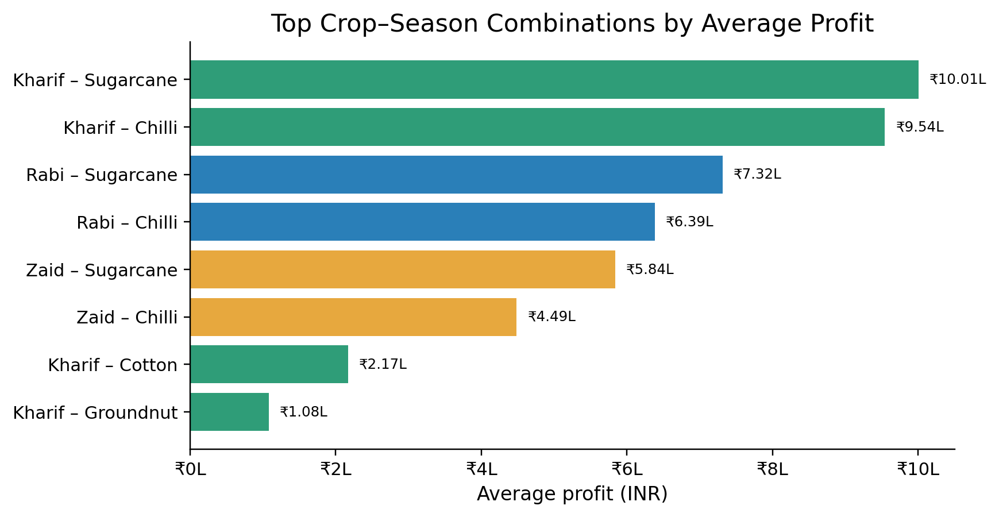 Top Crop–Season Combinations by Average Profit
Kharif – Sugarcane ₹10.01L
Kharif – Chilli ₹9.54L
Rabi – Sugarcane ₹7.32L
Rabi – Chilli ₹6.39L
Zaid – Sugarcane ₹5.84L
Zaid – Chilli ₹4.49L
Kharif – Cotton ₹2.17L
Kharif – Groundnut ₹1.08L
₹0L ₹2L ₹4L ₹6L ₹8L ₹10L
Average profit (INR)